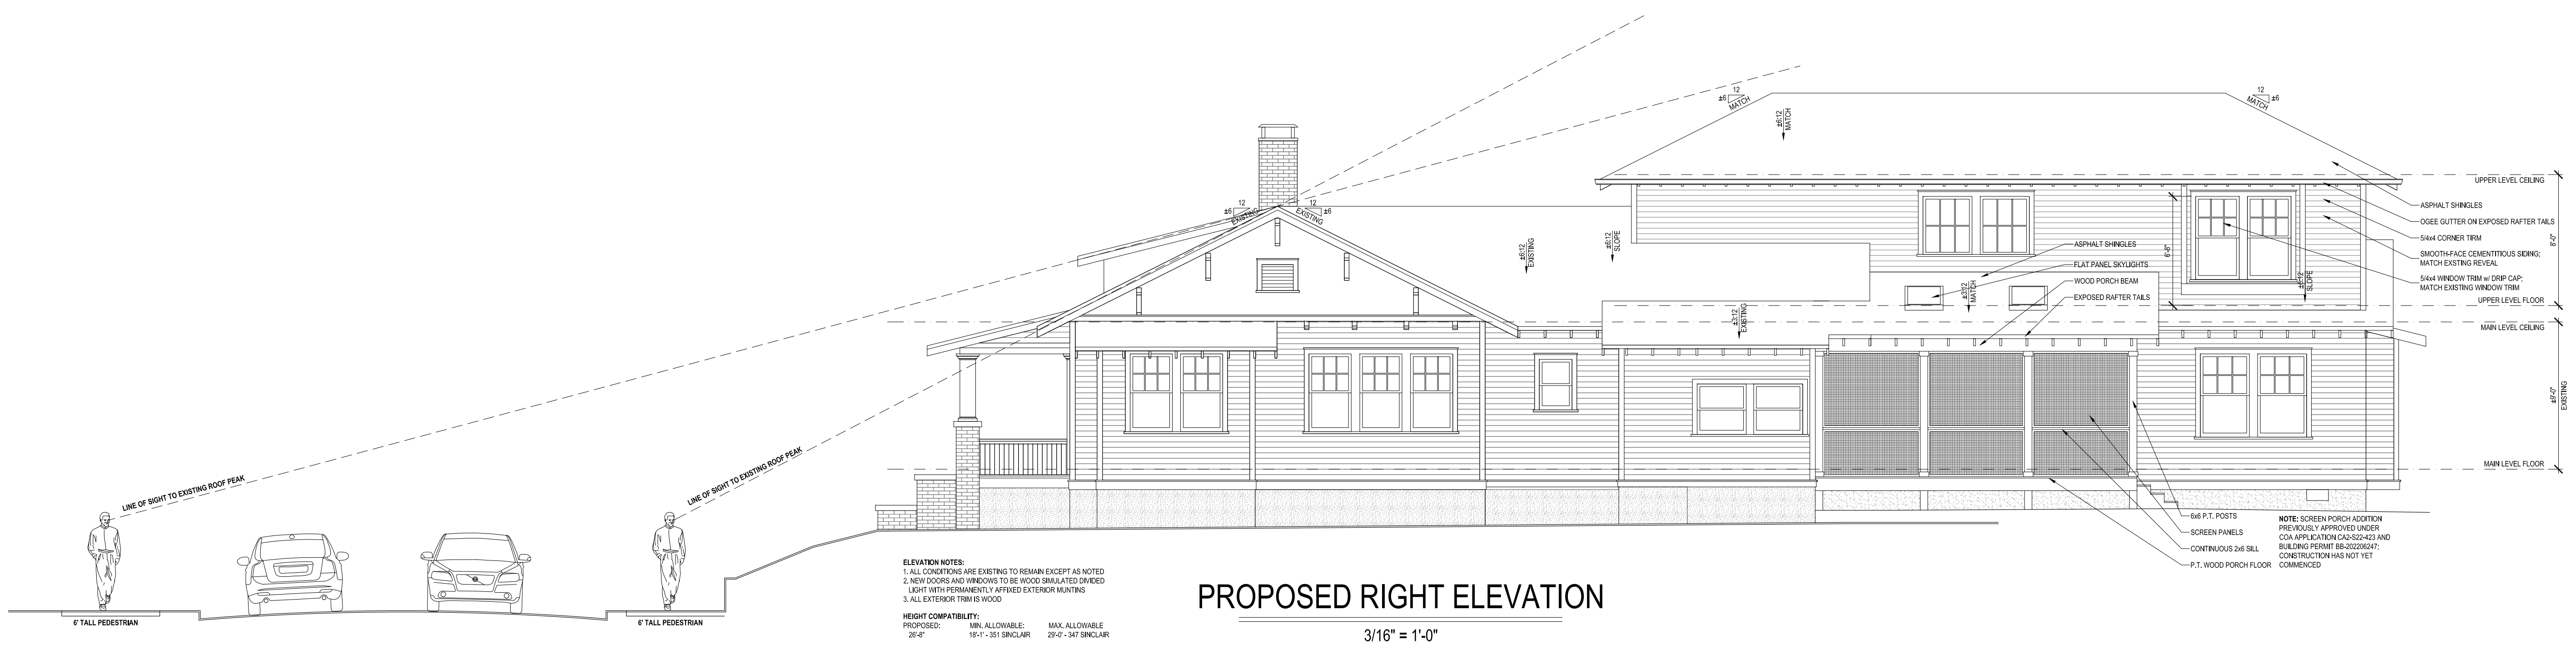 12
±6
MATCH
12
±6
MATCH
±6:12
MATCH
UPPER LEVEL CEILING
ASPHALT SHINGLES
OGEE GUTTER ON EXPOSED RAFTER TAILS
5/4x4 CORNER TIRM
SMOOTH-FACE CEMENTITIOUS SIDING;
MATCH EXSTING REVEAL
5/4x4 WINDOW TRIM w/ DRIP CAP;
MATCH EXISTING WINDOW TRIM
8'-0"
UPPER LEVEL FLOOR
MAIN LEVEL CEILING
±9'-0"
EXISTING
MAIN LEVEL FLOOR
12
±6
EXISTING
12
±6
EXISTING
±6:12
EXISTING
±6:12
SLOPE
6'-8"
±6:12
SLOPE
ASPHALT SHINGLES
FLAT PANEL SKYLIGHTS
WOOD PORCH BEAM
EXPOSED RAFTER TAILS
±3:12
MATCH
±3:12
EXISTING
LINE OF SIGHT TO EXISTING ROOF PEAK
LINE OF SIGHT TO EXISTING ROOF PEAK
6' TALL PEDESTRIAN
6' TALL PEDESTRIAN
6x6 P.T. POSTS
SCREEN PANELS
CONTINUOUS 2x6 SILL
P.T. WOOD PORCH FLOOR
NOTE: SCREEN PORCH ADDITION
PREVIOUSLY APPROVED UNDER
COA APPLICATION CA2-S22-423 AND
BUILDING PERMIT BB-202206247;
CONSTRUCTION HAS NOT YET
COMMENCED
ELEVATION NOTES:
1. ALL CONDITIONS ARE EXISTING TO REMAIN EXCEPT AS NOTED
2. NEW DOORS AND WINDOWS TO BE WOOD SIMULATED DIVIDED
LIGHT WITH PERMANENTLY AFFIXED EXTERIOR MUNTINS
3. ALL EXTERIOR TRIM IS WOOD
HEIGHT COMPATIBILITY:
PROPOSED: MIN. ALLOWABLE: MAX. ALLOWABLE
26'-8" 18'-1' - 351 SINCLAIR 29'-0' - 347 SINCLAIR
PROPOSED RIGHT ELEVATION
3/16" = 1'-0"